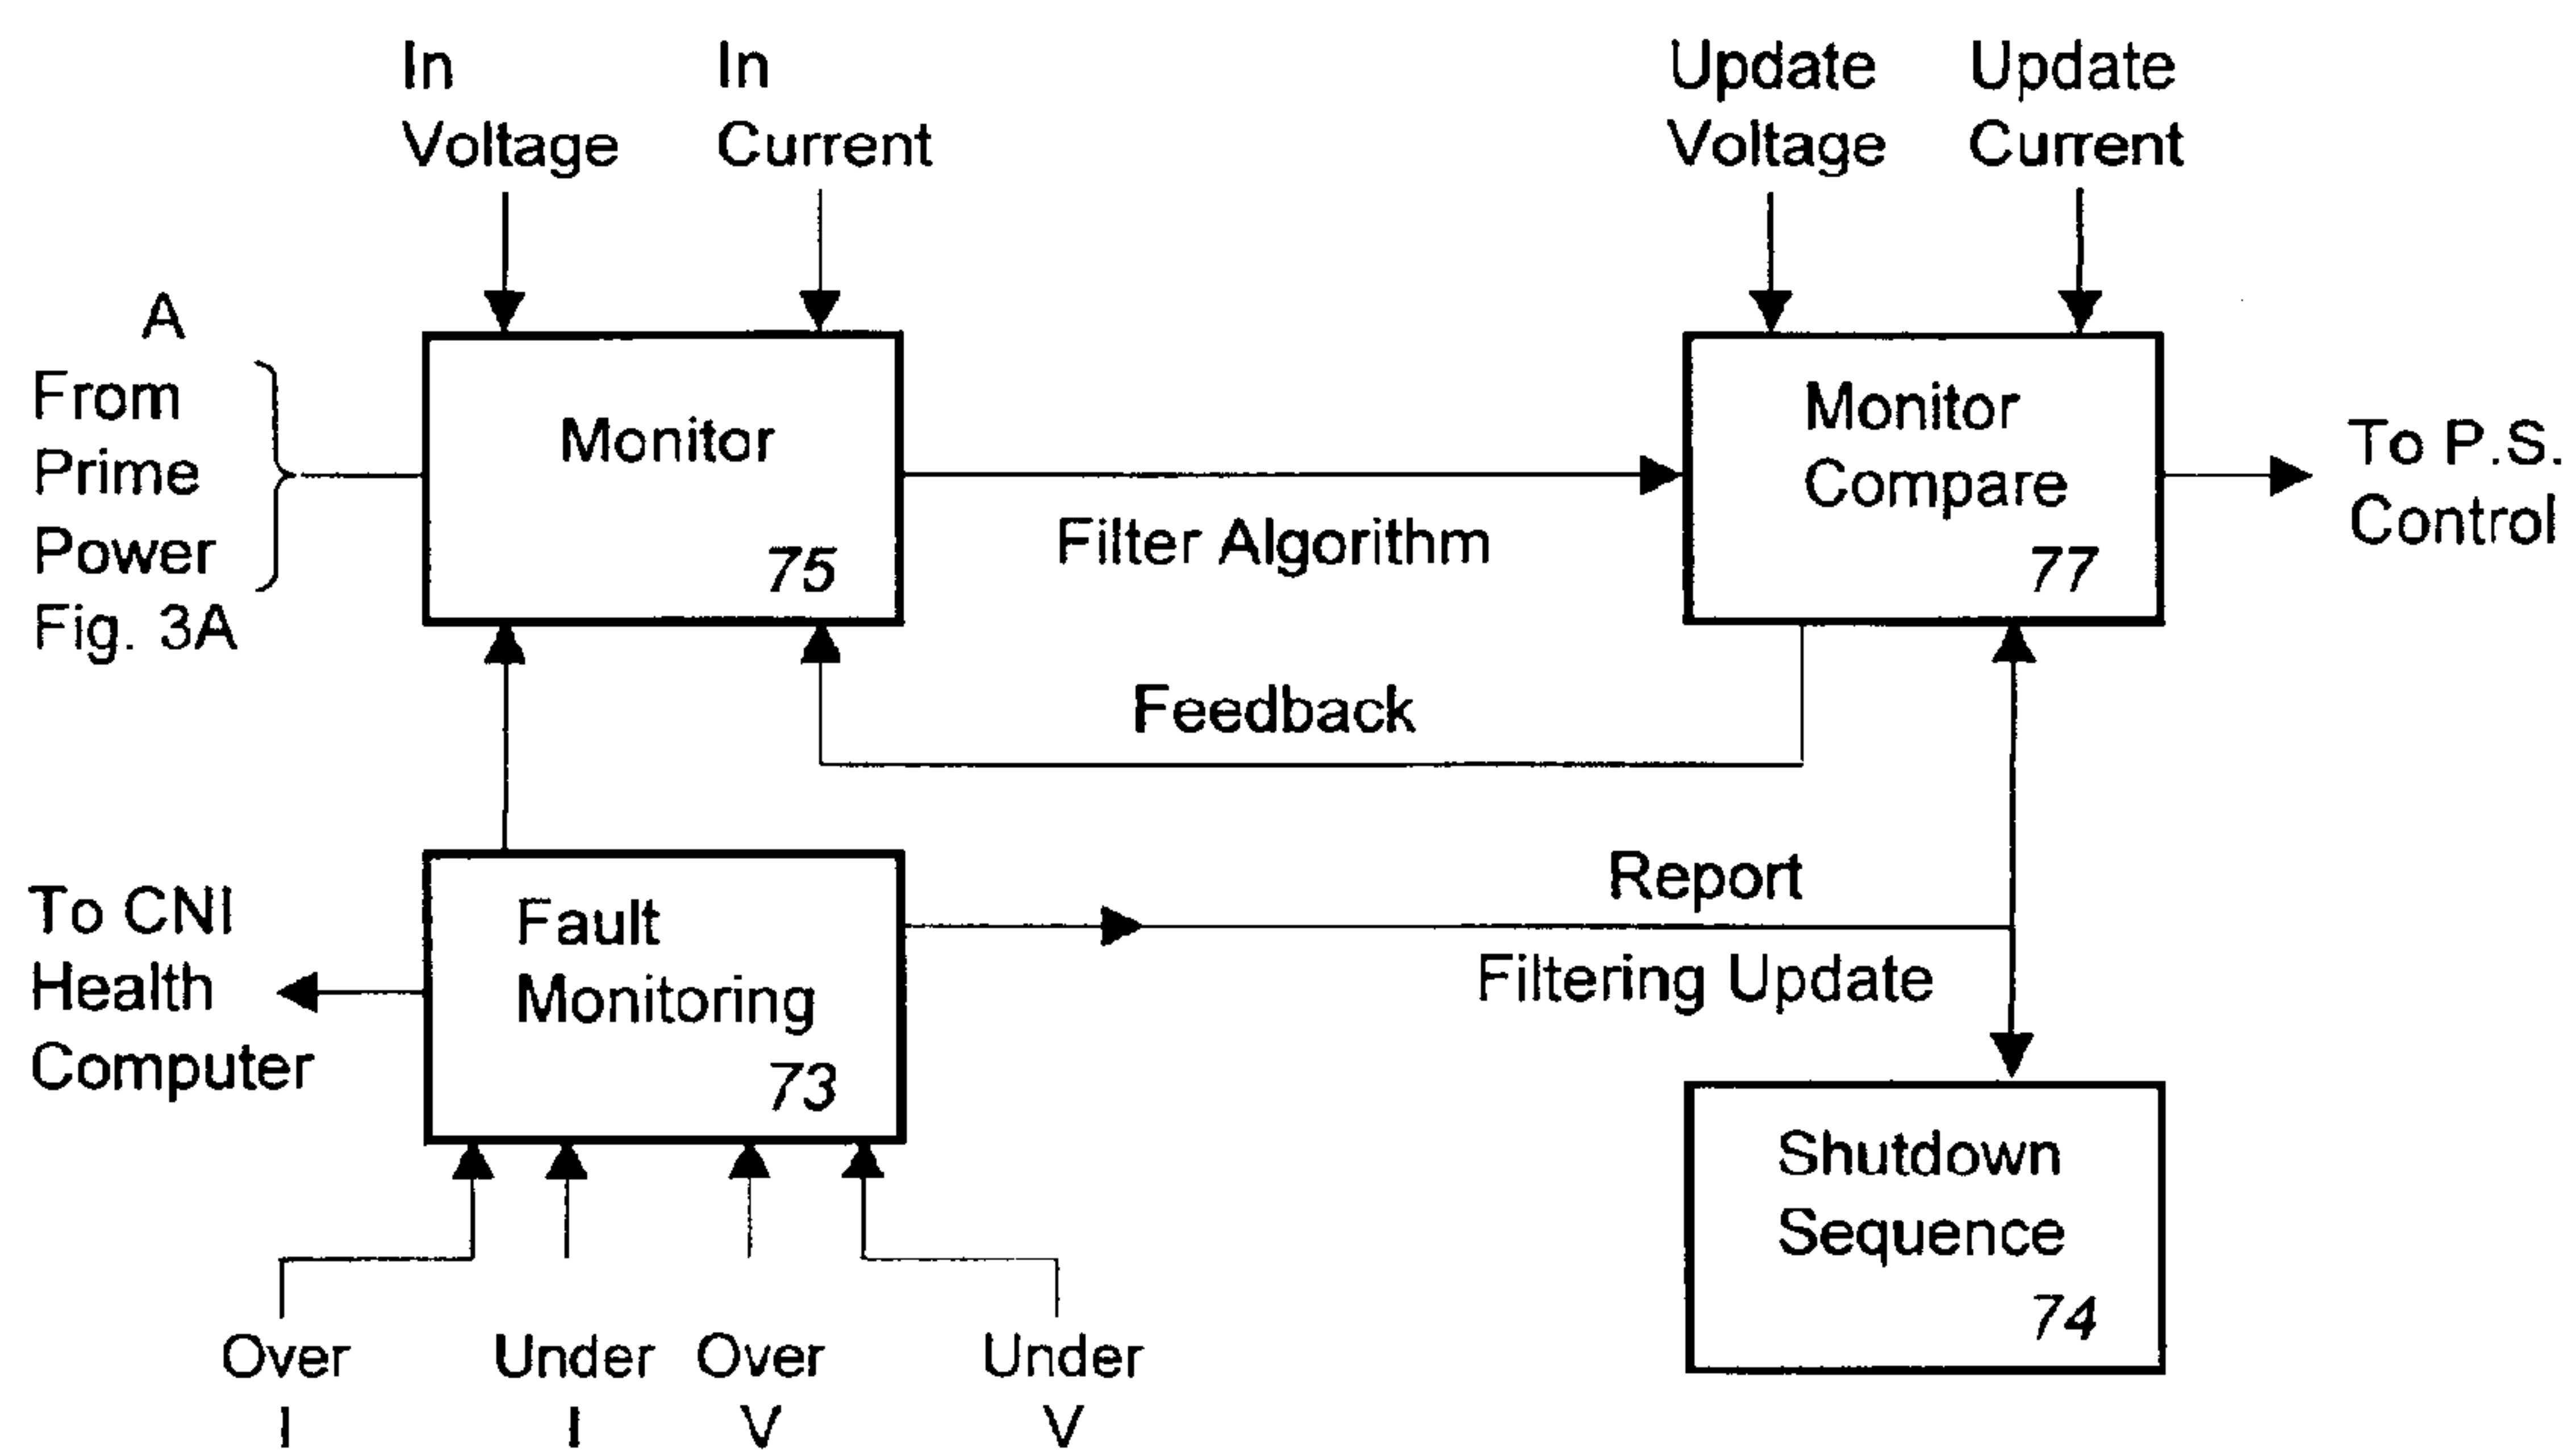 In
Voltage
In
Current
Update
Voltage
Update
Current
A
From
Prime
Power
Fig. 3A
Monitor
75
Filter Algorithm
Monitor
Compare
77
To P.S.
Control
Feedback
To CNI
Health
Computer
Fault
Monitoring
73
Report
Filtering Update
Shutdown
Sequence
74
Over
I
Under
I
Over
V
Under
V